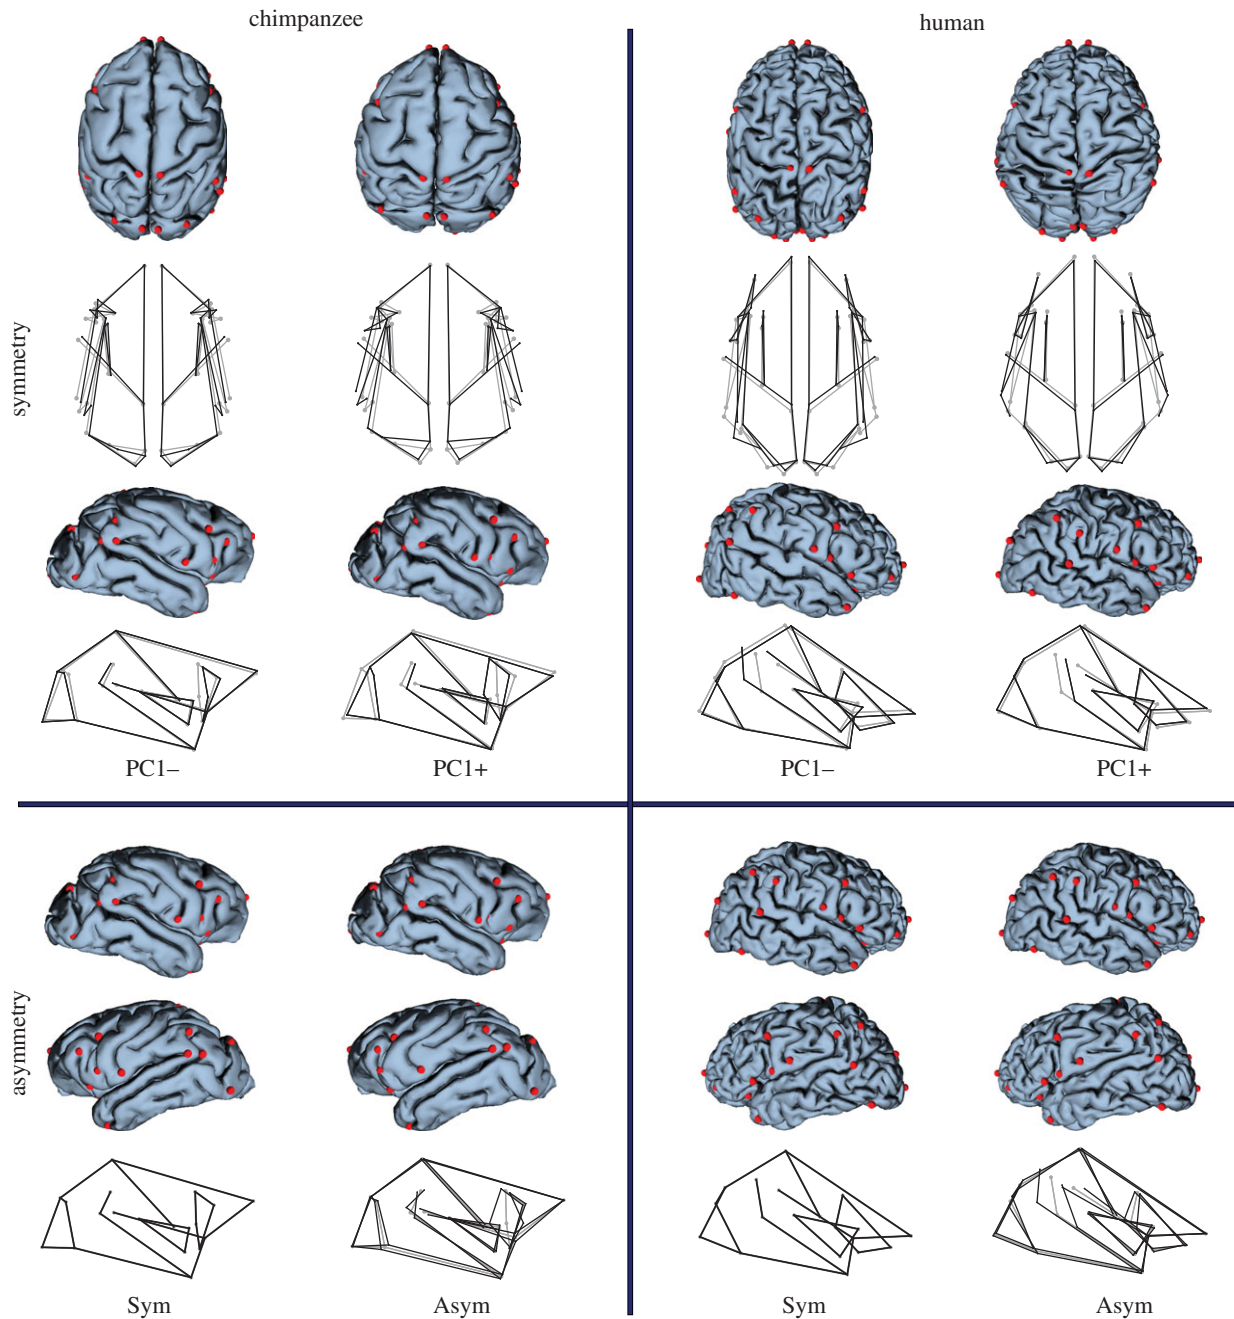 chimpanzee
human
symmetry
PC1–
PC1+
PC1–
PC1+
asymmetry
Sym
Asym
Sym
Asym